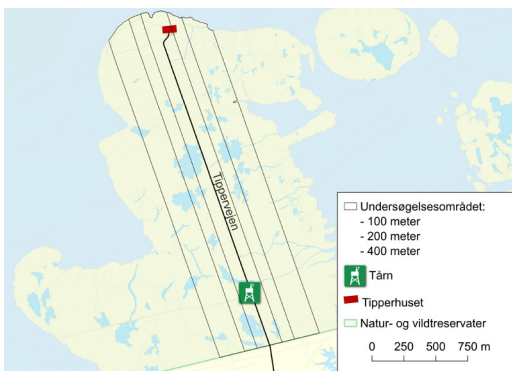 Tippervejen
Undersøgelsesområdet:
- 100 meter
- 200 meter
- 400 meter
Tårn
Tipperhuset
Natur- og vildtreservater
0 250 500 750 m